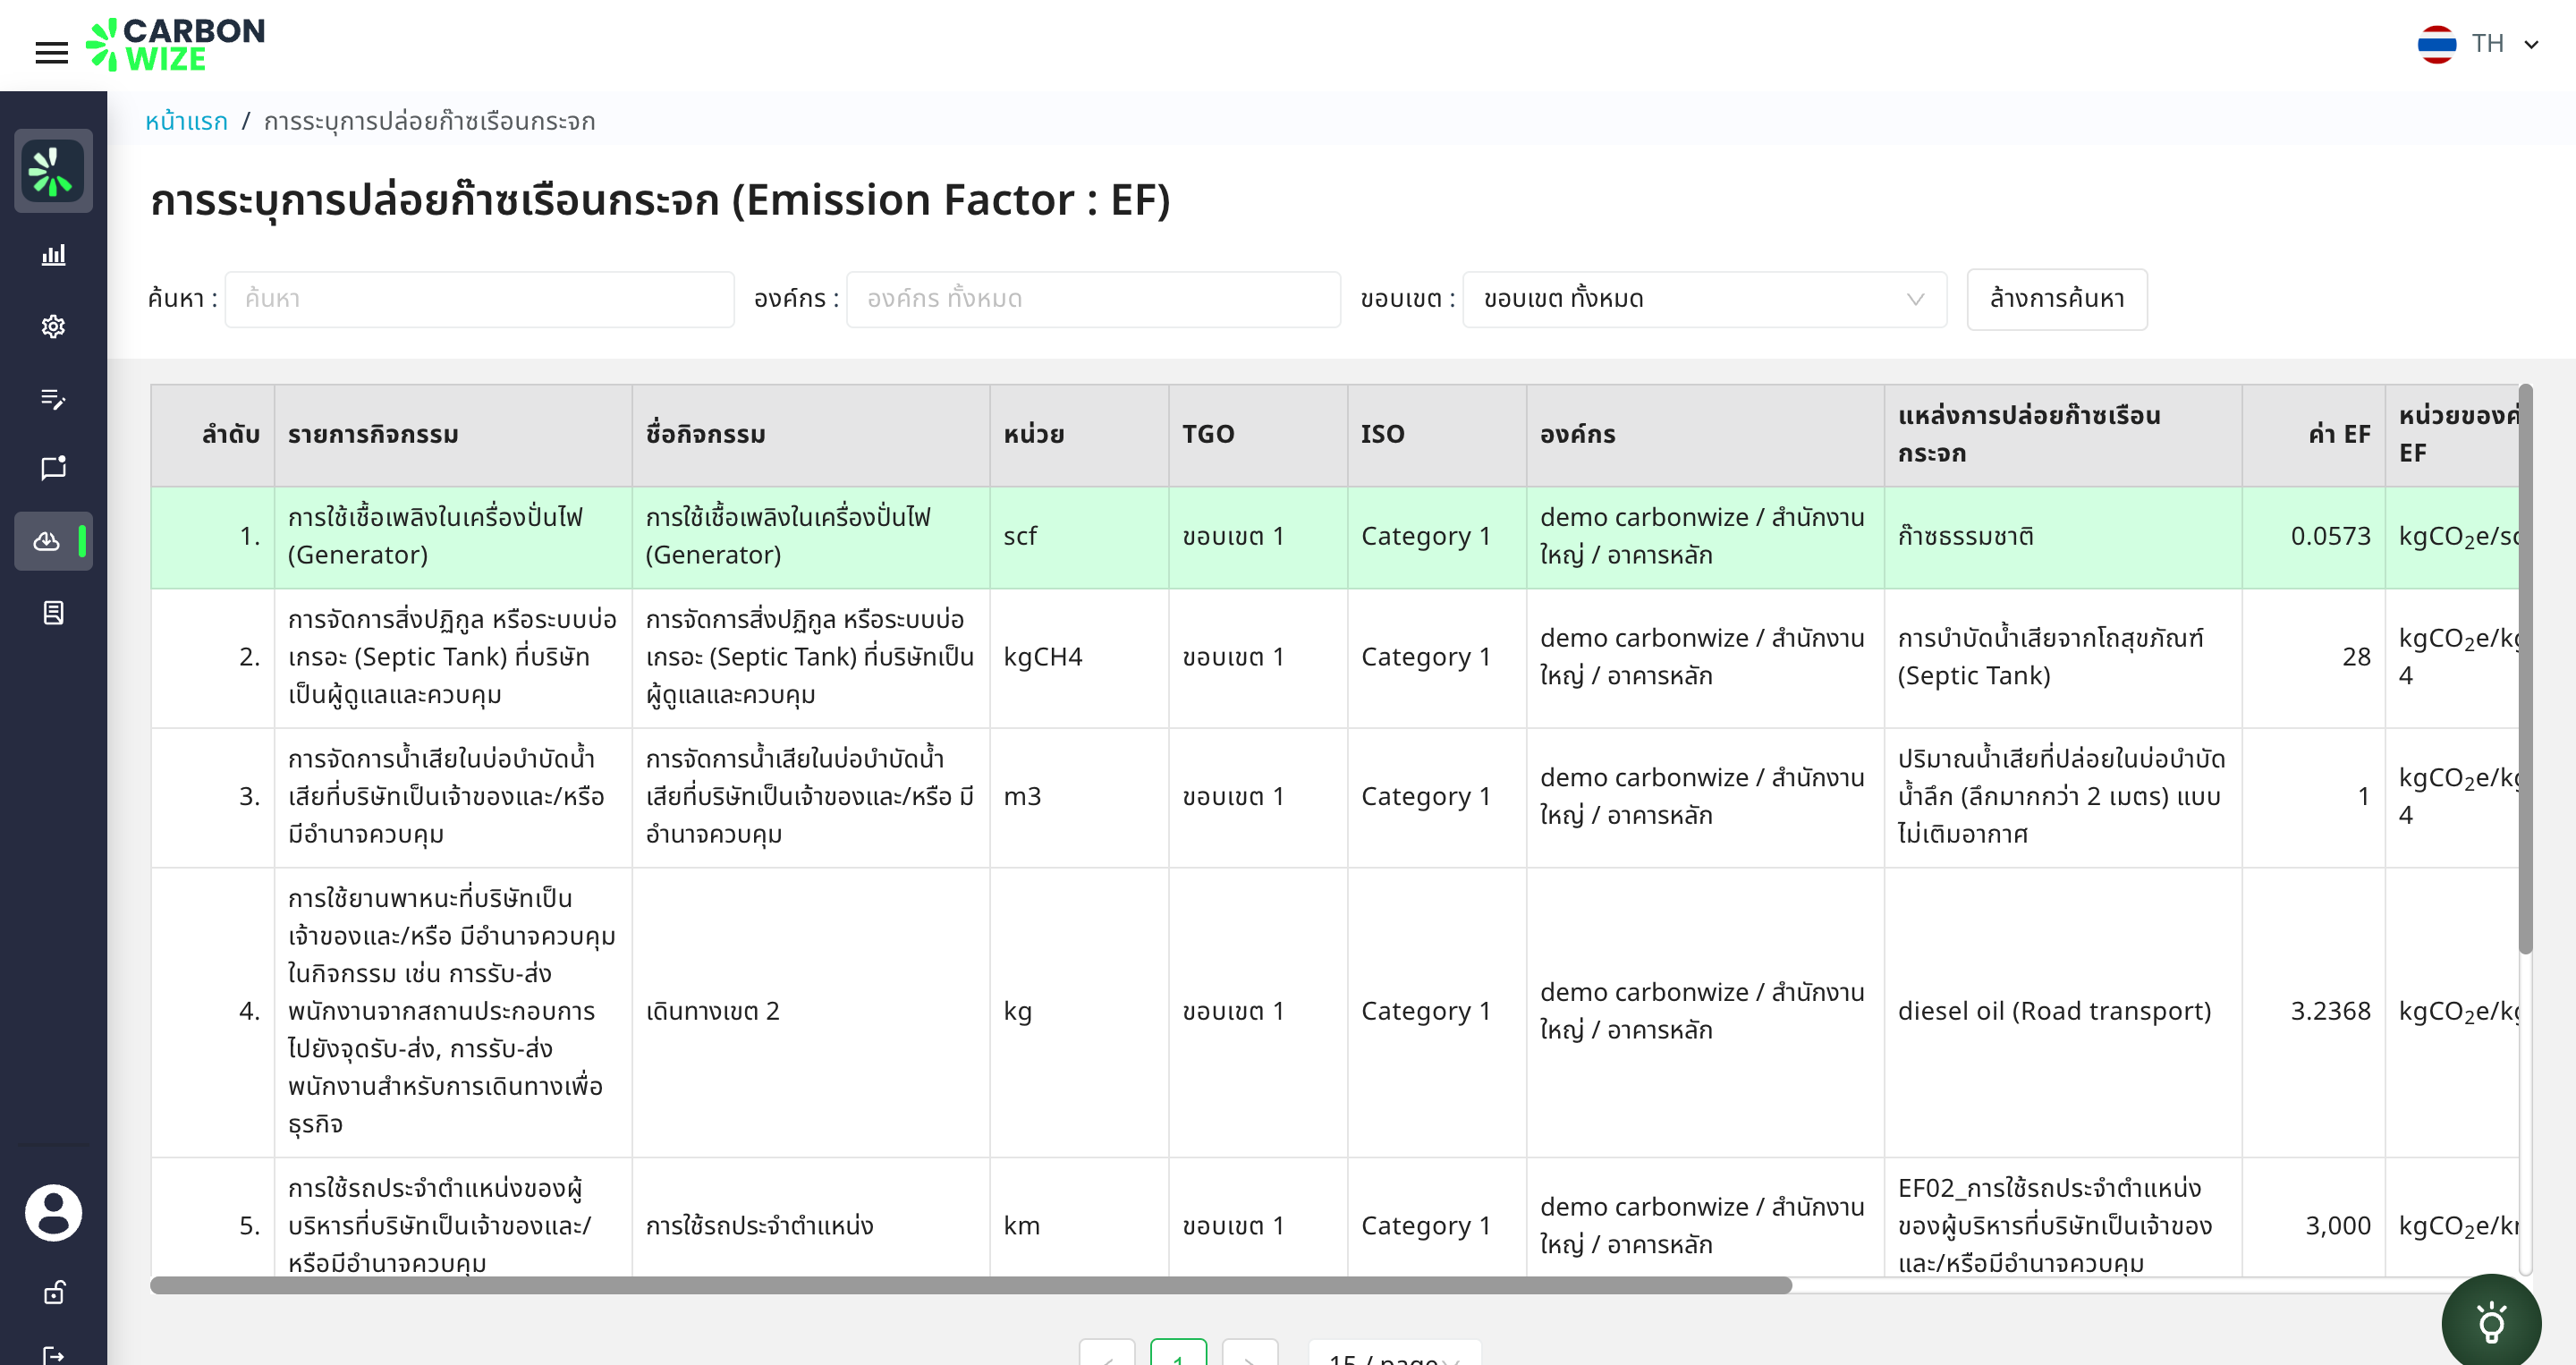 CARBON
WIZE
TH
หน้าแรก / การระบุการปล่อยก๊าซเรือนกระจก
การระบุการปล่อยก๊าซเรือนกระจก (Emission Factor : EF)
ค้นหา : ค้นหา องค์กร : องค์กร ทั้งหมด ขอบเขต : ขอบเขต ทั้งหมด ล้างการค้นหา
ลำดับ
รายการกิจกรรม
ชื่อกิจกรรม
หน่วย
TGO
ISO
องค์กร
แหล่งการปล่อยก๊าซเรือน
กระจก
ค่า EF
หน่วยของค่
EF
1.
การใช้เชื้อเพลิงในเครื่องปั่นไฟ
(Generator)
การใช้เชื้อเพลิงในเครื่องปั่นไฟ
(Generator)
scf
ขอบเขต 1
Category 1
demo carbonwize / สำนักงาน
ใหญ่ / อาคารหลัก
ก๊าซธรรมชาติ
0.0573
kgCO₂e/sc
2.
การจัดการสิ่งปฏิกูล หรือระบบบ่อ
เกรอะ (Septic Tank) ที่บริษัท
เป็นผู้ดูแลและควบคุม
การจัดการสิ่งปฏิกูล หรือระบบบ่อ
เกรอะ (Septic Tank) ที่บริษัทเป็น
ผู้ดูแลและควบคุม
kgCH4
ขอบเขต 1
Category 1
demo carbonwize / สำนักงาน
ใหญ่ / อาคารหลัก
การบำบัดน้ำเสียจากโถสุขภัณฑ์
(Septic Tank)
28
kgCO₂e/kg
4
3.
การจัดการน้ำเสียในบ่อบำบัดน้ำ
เสียที่บริษัทเป็นเจ้าของและ/หรือ
มีอำนาจควบคุม
การจัดการน้ำเสียในบ่อบำบัดน้ำ
เสียที่บริษัทเป็นเจ้าของและ/หรือ มี
อำนาจควบคุม
m3
ขอบเขต 1
Category 1
demo carbonwize / สำนักงาน
ใหญ่ / อาคารหลัก
ปริมาณน้ำเสียที่ปล่อยในบ่อบำบัด
น้ำลึก (ลึกมากกว่า 2 เมตร) แบบ
ไม่เติมอากาศ
1
kgCO₂e/kg
4
4.
การใช้ยานพาหนะที่บริษัทเป็น
เจ้าของและ/หรือ มีอำนาจควบคุม
ในกิจกรรม เช่น การรับ-ส่ง
พนักงานจากสถานประกอบการ
ไปยังจุดรับ-ส่ง, การรับ-ส่ง
พนักงานสำหรับการเดินทางเพื่อ
ธุรกิจ
เดินทางเขต 2
kg
ขอบเขต 1
Category 1
demo carbonwize / สำนักงาน
ใหญ่ / อาคารหลัก
diesel oil (Road transport)
3.2368
kgCO₂e/kg
5.
การใช้รถประจำตำแหน่งของผู้
บริหารที่บริษัทเป็นเจ้าของและ/
หรือมีอำนาจควบคุม
การใช้รถประจำตำแหน่ง
km
ขอบเขต 1
Category 1
demo carbonwize / สำนักงาน
ใหญ่ / อาคารหลัก
EF02_การใช้รถประจำตำแหน่ง
ของผู้บริหารที่บริษัทเป็นเจ้าของ
และ/หรือมีอำนาจควบคุม
3,000
kgCO₂e/kr
1 15 / page